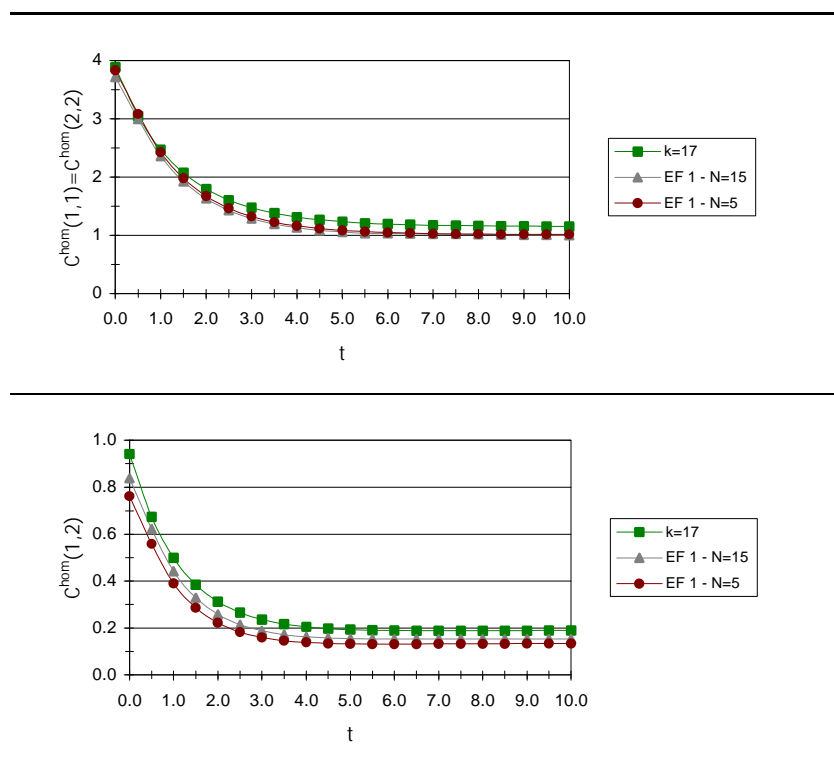 4
3
2
1
0
C^hom(1,1)=C^hom(2,2)
0.0 1.0 2.0 3.0 4.0 5.0 6.0 7.0 8.0 9.0 10.0
t
k=17
EF 1 - N=15
EF 1 - N=5
1.0
0.8
0.6
0.4
0.2
0.0
C^hom(1,2)
0.0 1.0 2.0 3.0 4.0 5.0 6.0 7.0 8.0 9.0 10.0
t
k=17
EF 1 - N=15
EF 1 - N=5